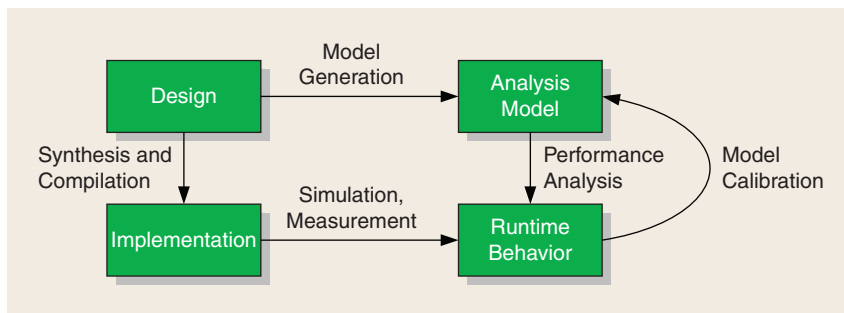 Model
Generation
Design
Analysis
Model
Synthesis and
Compilation
Performance
Analysis
Model
Calibration
Simulation,
Measurement
Implementation
Runtime
Behavior